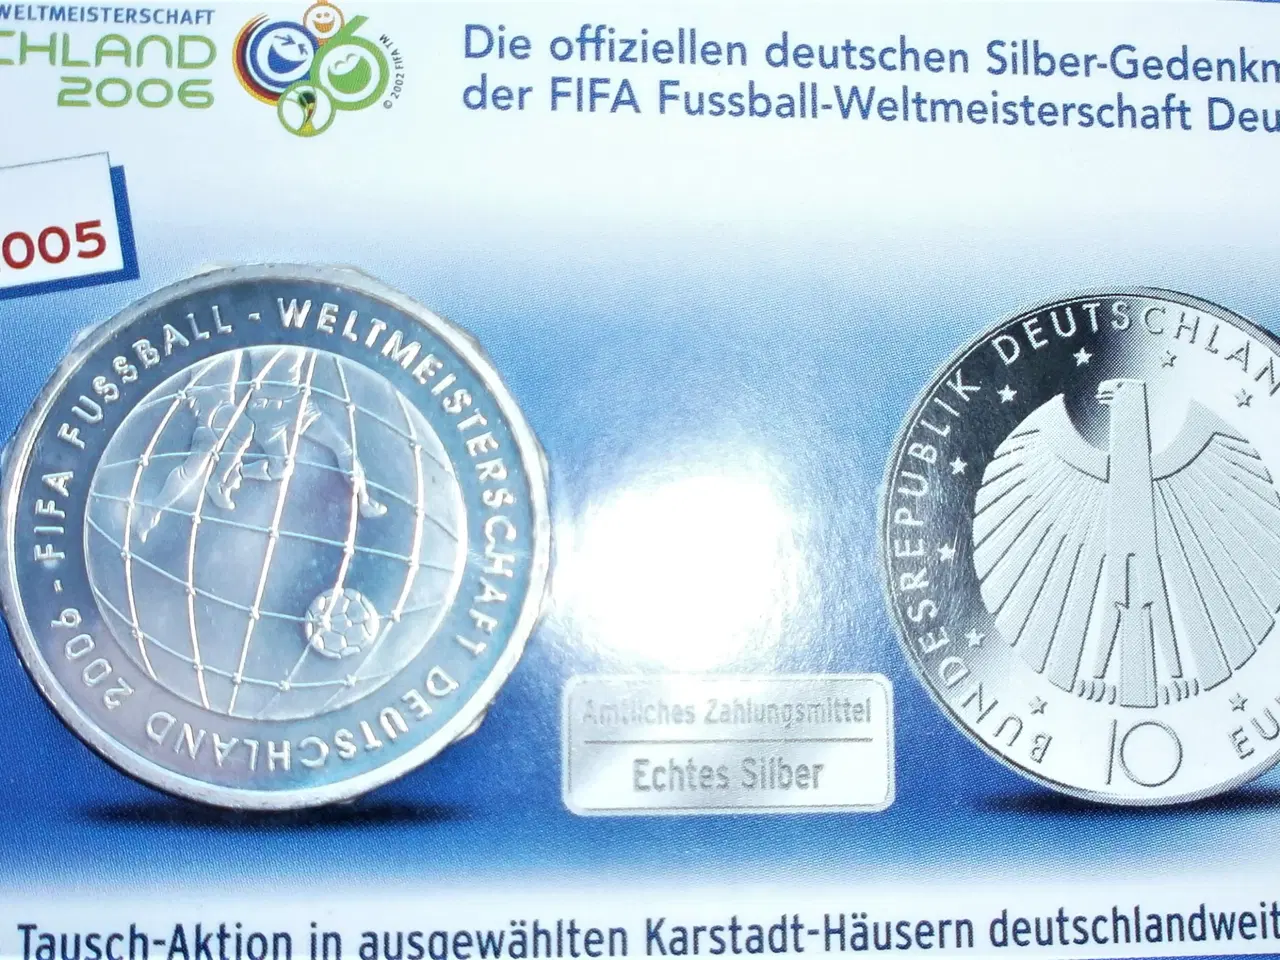 WELTMEISTERSCHAFT
CHLAND
2006
© 2002 FIFA TM
Die offiziellen deutschen Silber-Gedenkm
der FIFA Fussball-Weltmeisterschaft Deu
005
FIFA FUSSBALL - WELTMEISTERSCHAFT DEUTSCHLAND 2006 -
BUNDESREPUBLIK DEUTSCHLAN
10 EU
Amtliches Zahlungsmittel
Echtes Silber
Tausch-Aktion in ausgewählten Karstadt-Häusern deutschlandweit